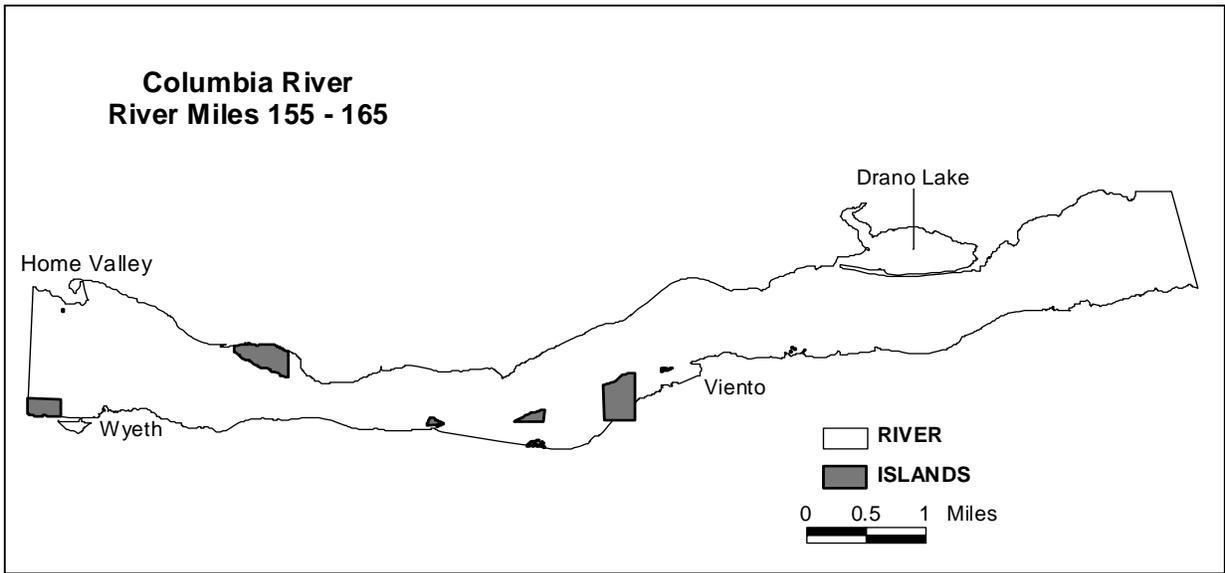 Columbia River
River Miles 155 - 165
Drano Lake
Home Valley
Viento
Wyeth
RIVER
ISLANDS
0 0.5 1 Miles